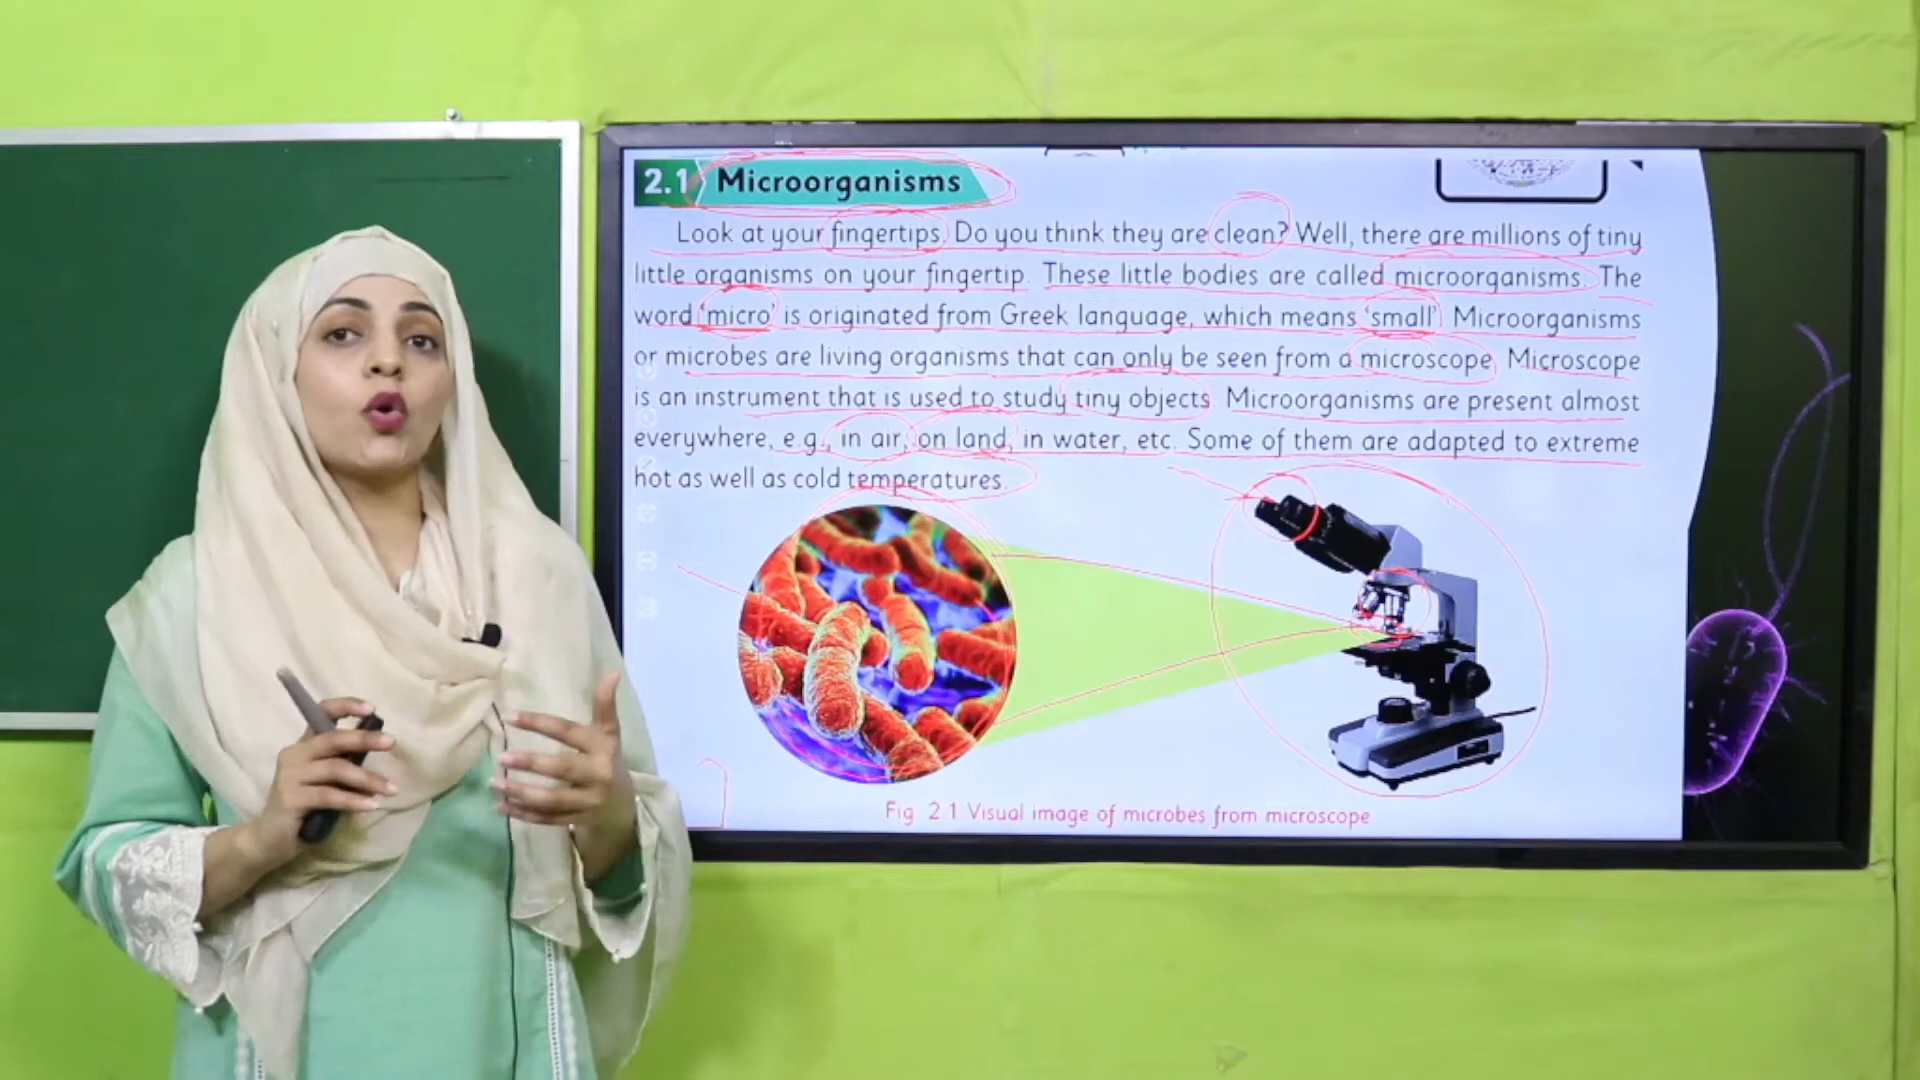 2.1 Microorganisms
Look at your fingertips. Do you think they are clean? Well, there are millions of tiny
little organisms on your fingertip. These little bodies are called microorganisms. The
word ‘micro’ is originated from Greek language, which means ‘small’. Microorganisms
or microbes are living organisms that can only be seen from a microscope. Microscope
is an instrument that is used to study tiny objects. Microorganisms are present almost
everywhere, e.g., in air, on land, in water, etc. Some of them are adapted to extreme
hot as well as cold temperatures.
Fig 2.1 Visual image of microbes from microscope